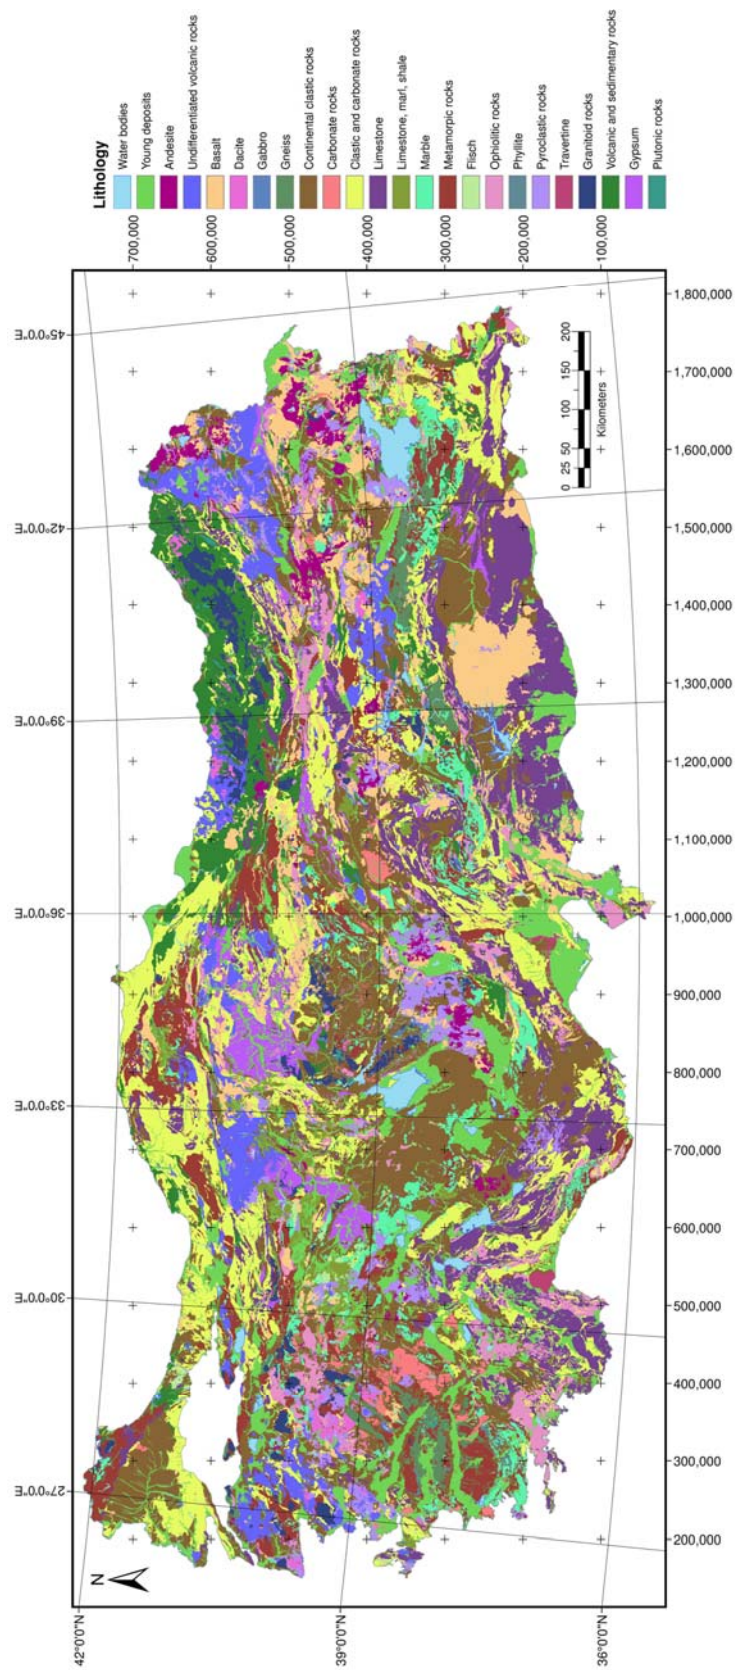 42°0'0"N
39°0'0"N
36°0'0"N
N
27°0'0"E
30°0'0"E
33°0'0"E
36°0'0"E
39°0'0"E
42°0'0"E
45°0'0"E
200,000
300,000
400,000
500,000
600,000
700,000
800,000
900,000
1,000,000
1,100,000
1,200,000
1,300,000
1,400,000
1,500,000
1,600,000
1,700,000
1,800,000
0 25 50 100 150 200
Kilometers
700,000
600,000
500,000
400,000
300,000
200,000
100,000
Lithology
Water bodies
Young deposits
Andesite
Undifferentiated volcanic rocks
Basalt
Dacite
Gabbro
Gneiss
Continental clastic rocks
Carbonate rocks
Clastic and carbonate rocks
Limestone
Limestone, marl, shale
Marble
Metamorpic rocks
Flisch
Ophiolitic rocks
Phyllite
Pyroclastic rocks
Travertine
Granitoid rocks
Volcanic and sedimentary rocks
Gypsum
Plutonic rocks